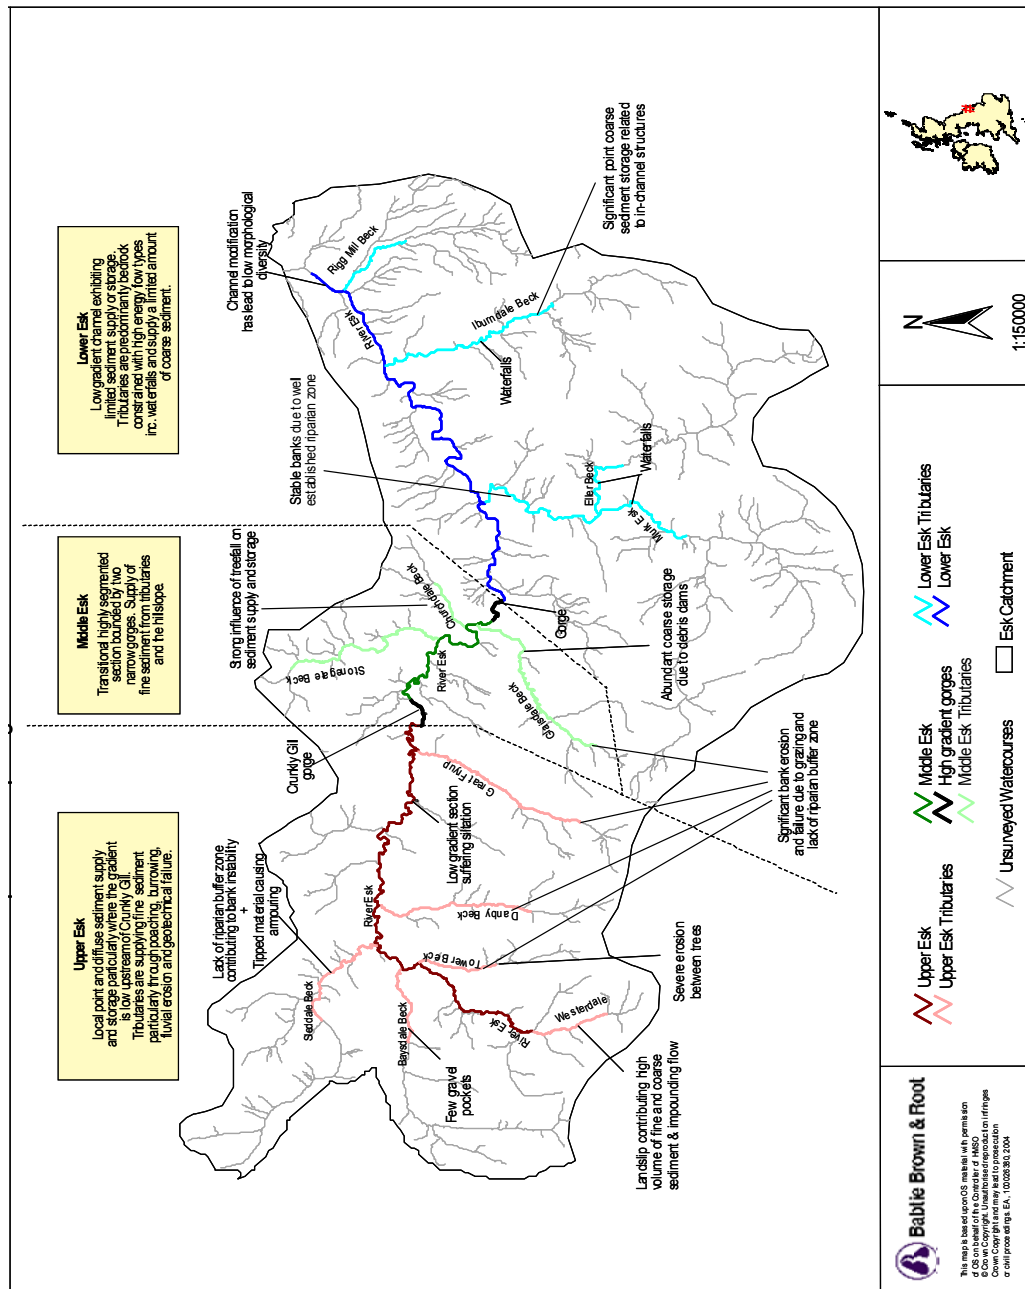 Upper Esk
Local point and diffuse sediment supply
and storage particularly where the gradient
is low upstream of Crunkly Gill.
Tributaries are supplying fine sediment
particularly through poaching, burrowing,
fluvial erosion and geotechnical failure.
Middle Esk
Transitional highly segmented
section bounded by two
narrow gorges. Supply of
fine sediment from tributaries
and the hillslope.
Lower Esk
Low gradient channel exhibiting
limited sediment supply or storage.
Tributaries are predominantly bedrock
constrained with high energy flow types
inc. waterfalls and supply a limited amount
of coarse sediment.
Lack of riparian buffer zone
contributing to bank instability
+
Tipped material causing
armouring
Crunkly Gill
gorge
Strong influence of treefall on
sediment supply and storage
Stable banks due to well
established riparian zone
Channel modification
has lead to low morphological
diversity
Sleddale Beck
River Esk
Baysdale Beck
Tower Beck
Danby Beck
River Esk
Westerdale
Great Fryup
Stonegate Beck
River Esk
Churchdale Beck
Glaisdale Beck
Gorge
River Esk
Rigg Mill Beck
Iburndale Beck
Waterfalls
Eller Beck
Waterfalls
Murk Esk
Few gravel
pockets
Low gradient section
suffering siltation
Landslip contributing high
volume of fine and coarse
sediment & impounding flow
Severe erosion
between trees
Significant bank erosion
and failure due to grazing and
lack of riparian buffer zone
Abundant coarse storage
due to debris dams
Significant point coarse
sediment storage related
to in-channel structures
Babtie Brown & Root
This map is based upon OS material with permission
of OS on behalf of the Controller of HMSO
© Crown Copyright. Unauthorised reproduction infringes
Crown Copyright and may lead to prosecution
or civil proceedings. EA, 100026380, 2004
Upper Esk
Upper Esk Tributaries
Middle Esk
High gradient gorges
Middle Esk Tributaries
Lower Esk Tributaries
Lower Esk
Unsurveyed Watercourses
Esk Catchment
N
1:150000